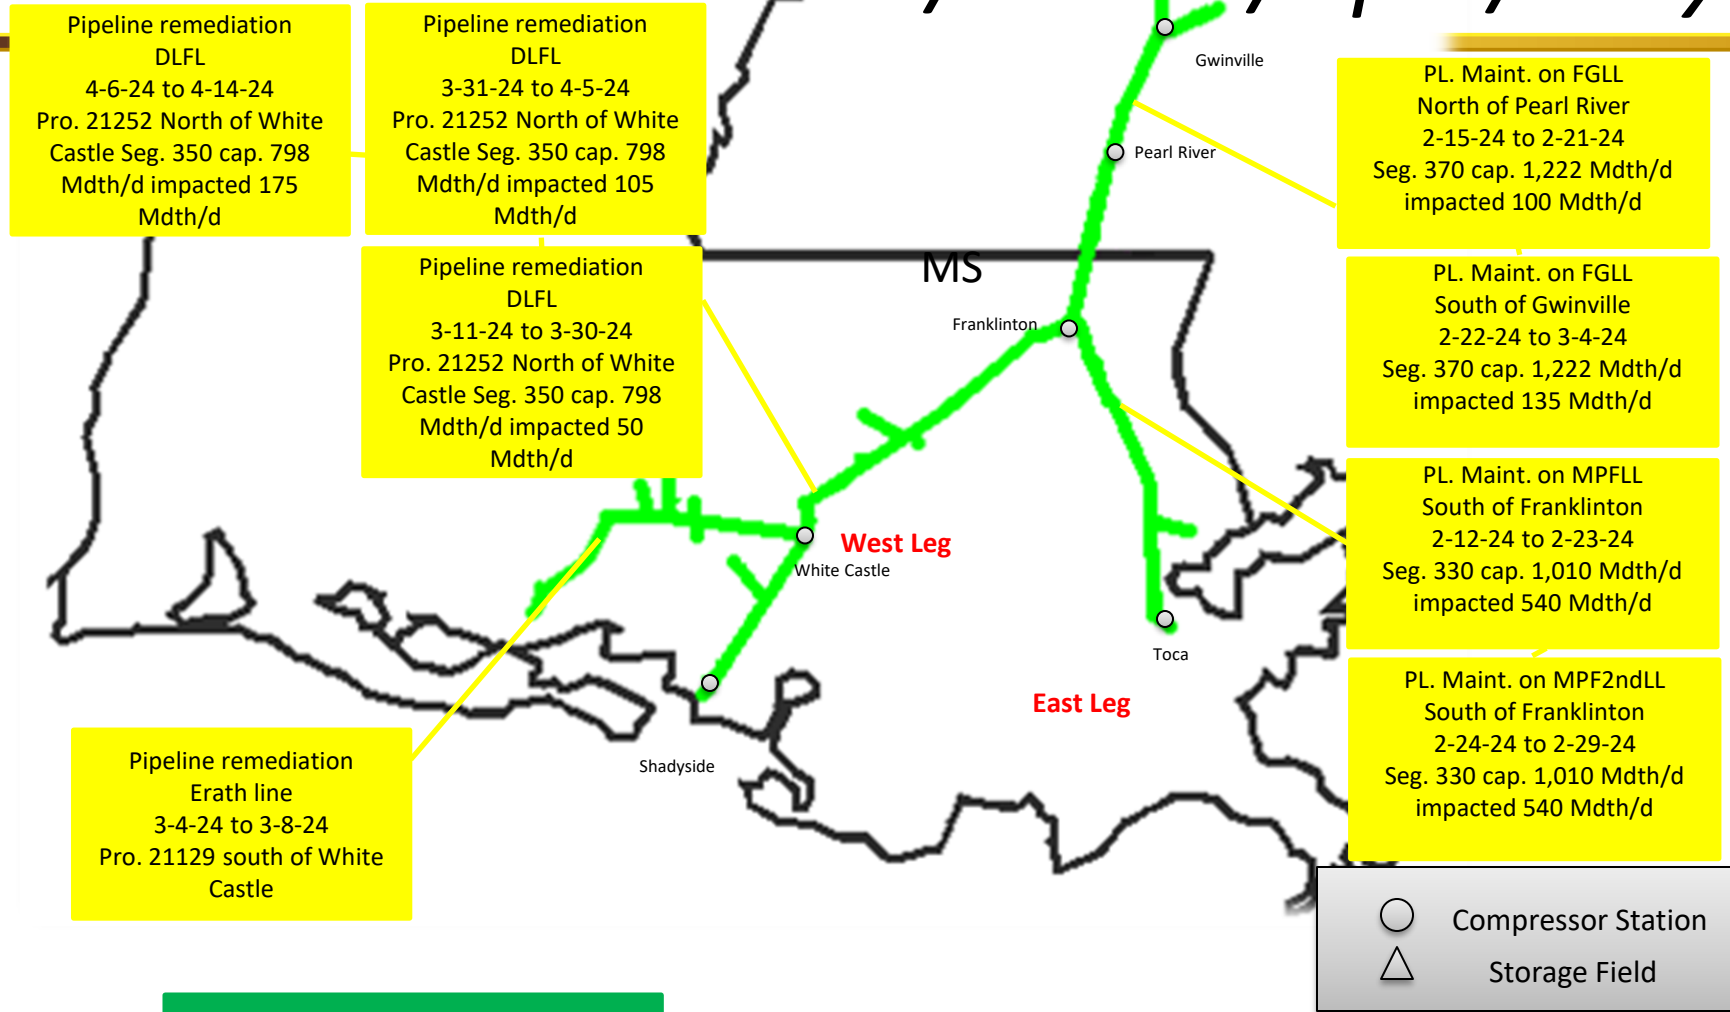 Pipeline remediation
DLFL
4-6-24 to 4-14-24
Pro. 21252 North of White
Castle Seg. 350 cap. 798
Mdth/d impacted 175
Mdth/d
Pipeline remediation
DLFL
3-31-24 to 4-5-24
Pro. 21252 North of White
Castle Seg. 350 cap. 798
Mdth/d impacted 105
Mdth/d
Pipeline remediation
DLFL
3-11-24 to 3-30-24
Pro. 21252 North of White
Castle Seg. 350 cap. 798
Mdth/d impacted 50
Mdth/d
Gwinville
Pearl River
MS
Franklinton
West Leg
White Castle
Toca
East Leg
Shadyside
PL. Maint. on FGLL
North of Pearl River
2-15-24 to 2-21-24
Seg. 370 cap. 1,222 Mdth/d
impacted 100 Mdth/d
PL. Maint. on FGLL
South of Gwinville
2-22-24 to 3-4-24
Seg. 370 cap. 1,222 Mdth/d
impacted 135 Mdth/d
PL. Maint. on MPFLL
South of Franklinton
2-12-24 to 2-23-24
Seg. 330 cap. 1,010 Mdth/d
impacted 540 Mdth/d
PL. Maint. on MPF2ndLL
South of Franklinton
2-24-24 to 2-29-24
Seg. 330 cap. 1,010 Mdth/d
impacted 540 Mdth/d
Pipeline remediation
Erath line
3-4-24 to 3-8-24
Pro. 21129 south of White
Castle
Compressor Station
Storage Field